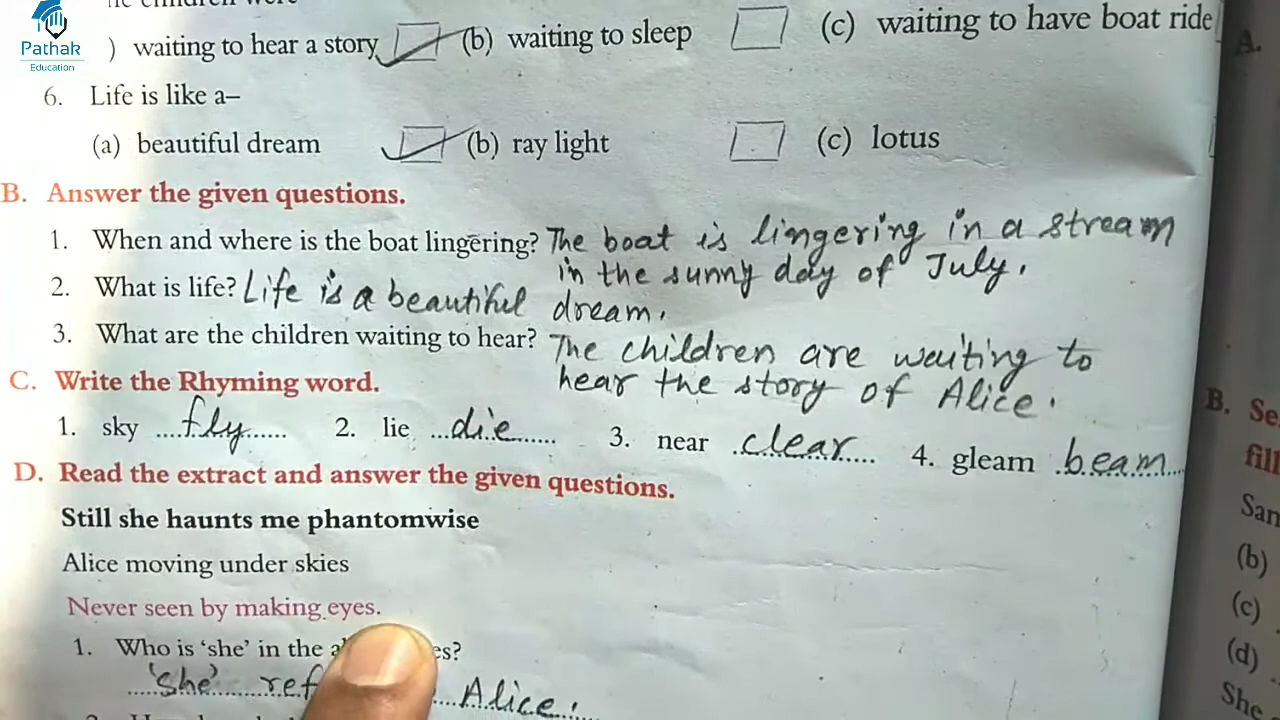 Pathak
Education
) waiting to hear a story (b) waiting to sleep (c) waiting to have boat ride
6. Life is like a–
(a) beautiful dream (b) ray light (c) lotus
B. Answer the given questions.
1. When and where is the boat lingering? The boat is lingering in a stream
in the sunny day of July.
2. What is life? Life is a beautiful dream.
3. What are the children waiting to hear? The children are waiting to
hear the story of Alice.
C. Write the Rhyming word.
1. sky fly 2. lie die 3. near clear 4. gleam beam
D. Read the extract and answer the given questions.
Still she haunts me phantomwise
Alice moving under skies
Never seen by making eyes.
1. Who is ‘she’ in the
'she' Alice.
A.
B. Se
fill
San
(b)
(c)
(d)
She